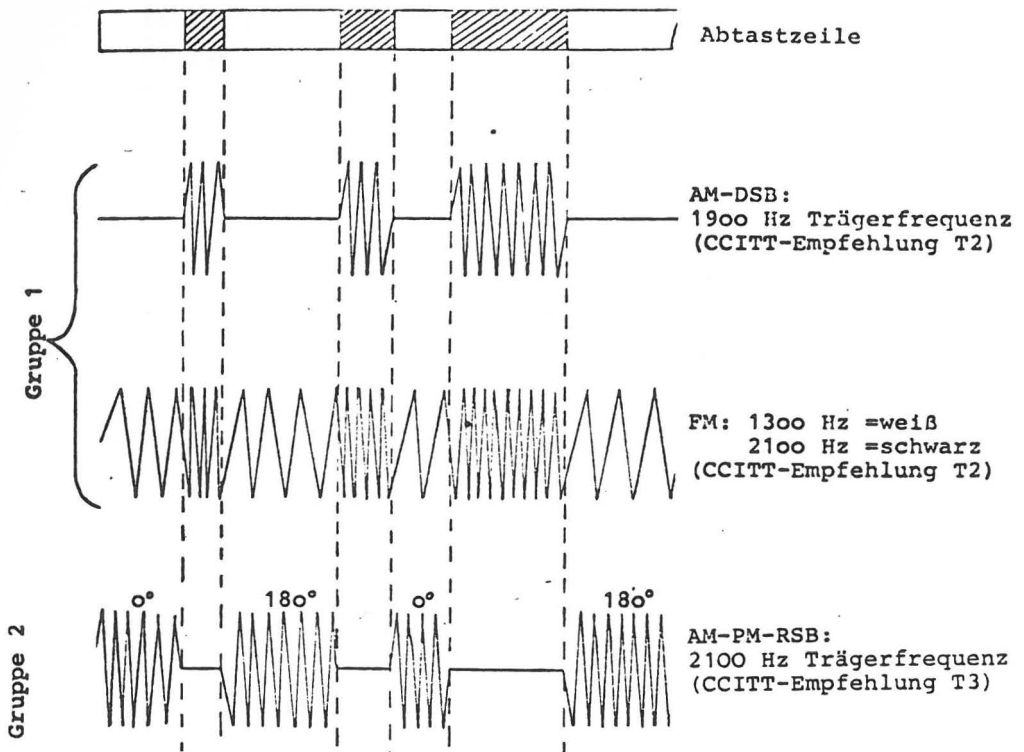 Abtastzeile
Gruppe 1
AM-DSB:
19oo Hz Trägerfrequenz
(CCITT-Empfehlung T2)
FM: 13oo Hz =weiß
21oo Hz =schwarz
(CCITT-Empfehlung T2)
Gruppe 2
o° 18o° o° 18o°
AM-PM-RSB:
21OO Hz Trägerfrequenz
(CCITT-Empfehlung T3)